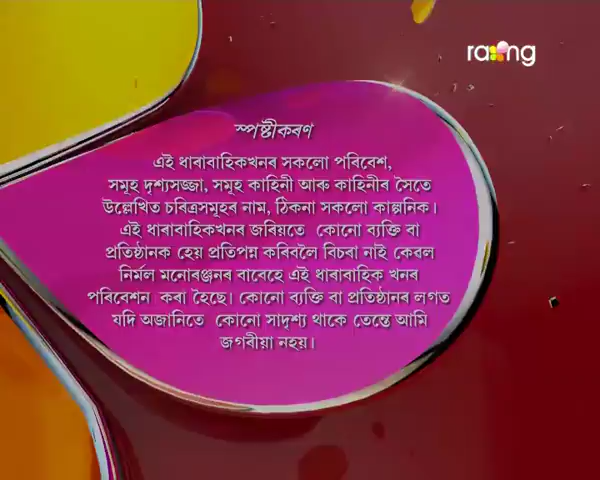 rang
স্পষ্টীকৰণ
এই ধাৰাবাহিকখনৰ সকলো পৰিবেশ,
সমূহ দৃশ্যসজ্জা, সমূহ কাহিনী আৰু কাহিনীৰ সৈতে
উল্লেখিত চৰিত্ৰসমূহৰ নাম, ঠিকনা সকলো কাল্পনিক।
এই ধাৰাবাহিকখনৰ জৰিয়তে কোনো ব্যক্তি বা
প্ৰতিষ্ঠানক হেয় প্ৰতিপন্ন কৰিবলৈ বিচৰা নাই কেৱল
নিৰ্মল মনোৰঞ্জনৰ বাবেহে এই ধাৰাবাহিক খনৰ
পৰিবেশন কৰা হৈছে। কোনো ব্যক্তি বা প্ৰতিষ্ঠানৰ লগত
যদি অজানিতে কোনো সাদৃশ্য থাকে তেন্তে আমি
জগৰীয়া নহয়।